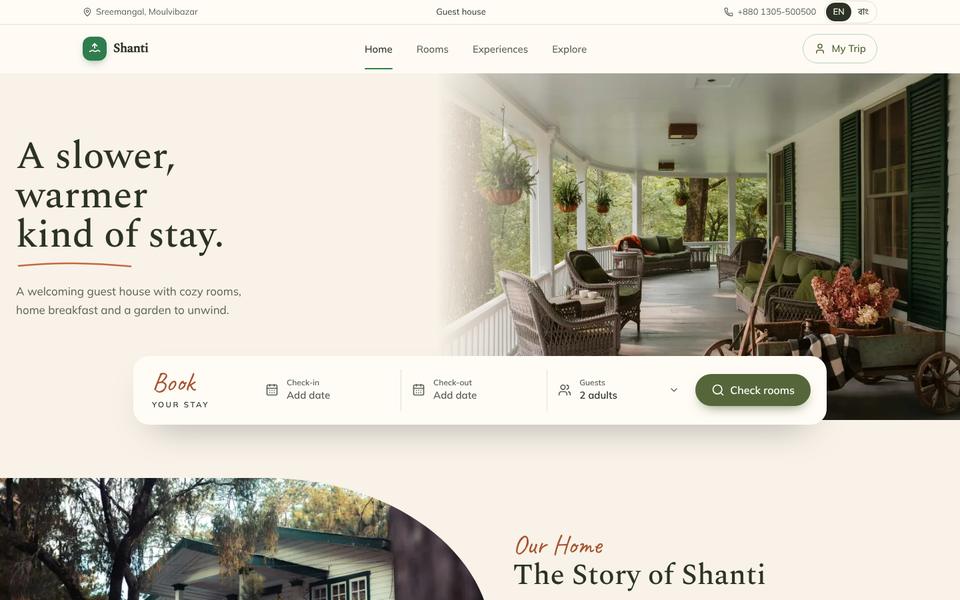 Sreemangal, Moulvibazar
Guest house
+880 1305-500500
EN
বাং
Shanti
Home
Rooms
Experiences
Explore
My Trip
A slower,
warmer
kind of stay.
A welcoming guest house with cozy rooms,
home breakfast and a garden to unwind.
Book
YOUR STAY
Check-in
Add date
Check-out
Add date
Guests
2 adults
Check rooms
Our Home
The Story of Shanti